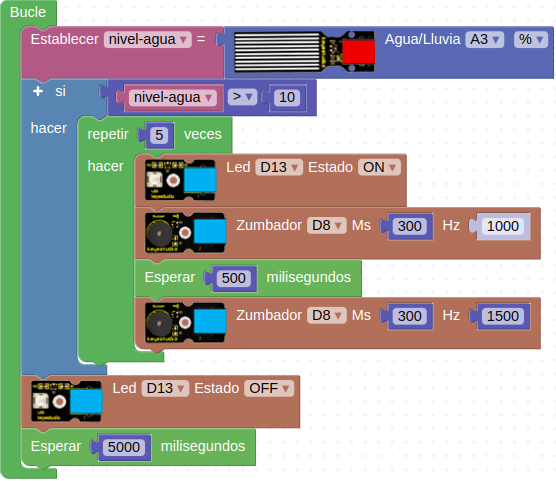 Bucle
Establecer nivel-agua ▾ = Agua/Lluvia A3 ▾ % ▾
+ si nivel-agua ▾ > ▾ 10
hacer repetir 5 veces
hacer Led D13 ▾ Estado ON ▾
Zumbador D8 ▾ Ms 300 Hz 1000
Esperar 500 milisegundos
Zumbador D8 ▾ Ms 300 Hz 1500
Led D13 ▾ Estado OFF ▾
Esperar 5000 milisegundos